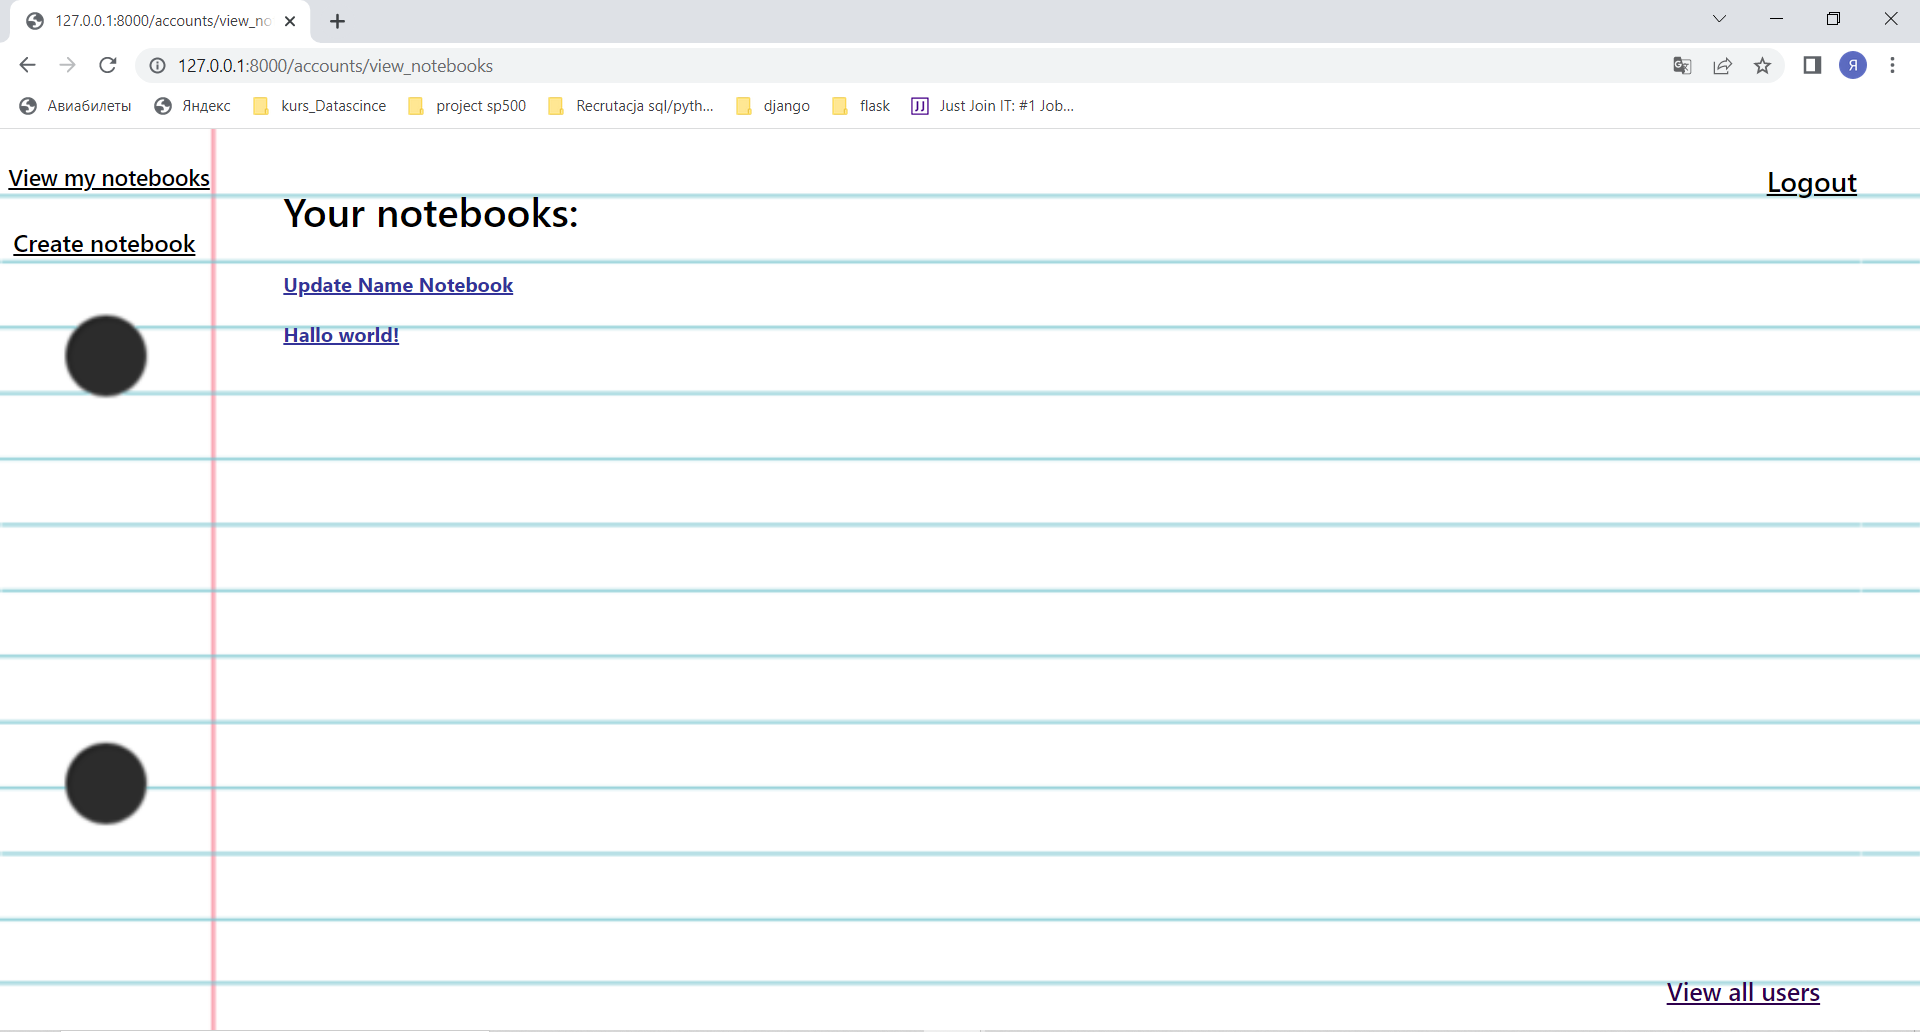 127.0.0.1:8000/accounts/view_no
127.0.0.1:8000/accounts/view_notebooks
Я
Авиабилеты Яндекс kurs_Datascince project sp500 Recrutacja sql/pyth... django flask JJ Just Join IT: #1 Job...
View my notebooks
Logout
Your notebooks:
Create notebook
Update Name Notebook
Hallo world!
View all users